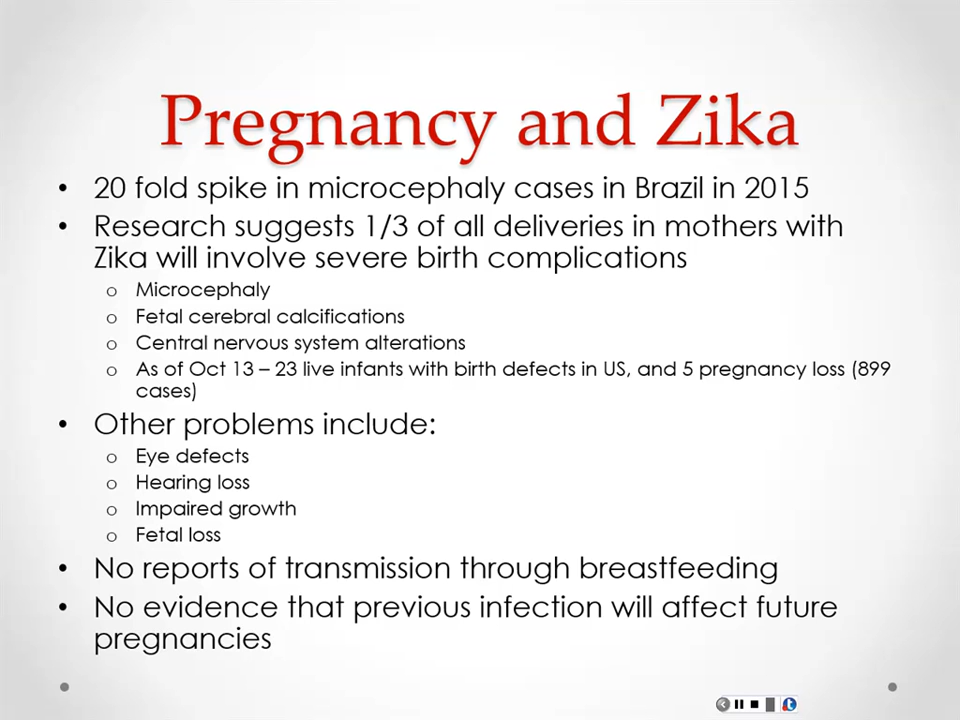 Pregnancy and Zika
• 20 fold spike in microcephaly cases in Brazil in 2015
• Research suggests 1/3 of all deliveries in mothers with
Zika will involve severe birth complications
o Microcephaly
o Fetal cerebral calcifications
o Central nervous system alterations
o As of Oct 13 – 23 live infants with birth defects in US, and 5 pregnancy loss (899
cases)
• Other problems include:
o Eye defects
o Hearing loss
o Impaired growth
o Fetal loss
• No reports of transmission through breastfeeding
• No evidence that previous infection will affect future
pregnancies